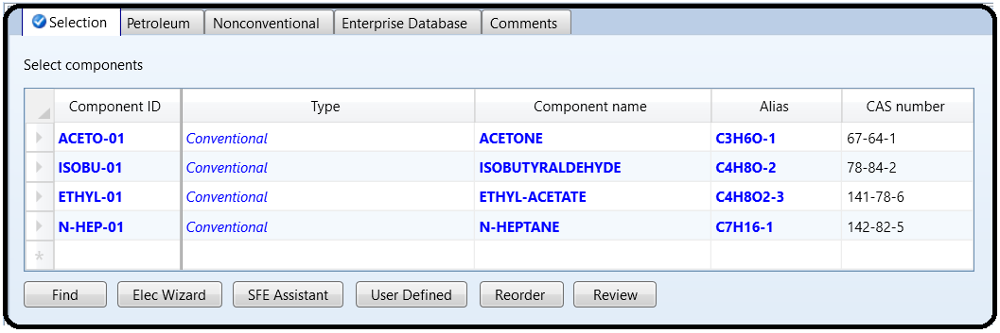 Selection Petroleum Nonconventional Enterprise Database Comments
Select components
Component ID Type Component name Alias CAS number
ACETO-01 Conventional ACETONE C3H6O-1 67-64-1
ISOBU-01 Conventional ISOBUTYRALDEHYDE C4H8O-2 78-84-2
ETHYL-01 Conventional ETHYL-ACETATE C4H8O2-3 141-78-6
N-HEP-01 Conventional N-HEPTANE C7H16-1 142-82-5
*
Find Elec Wizard SFE Assistant User Defined Reorder Review